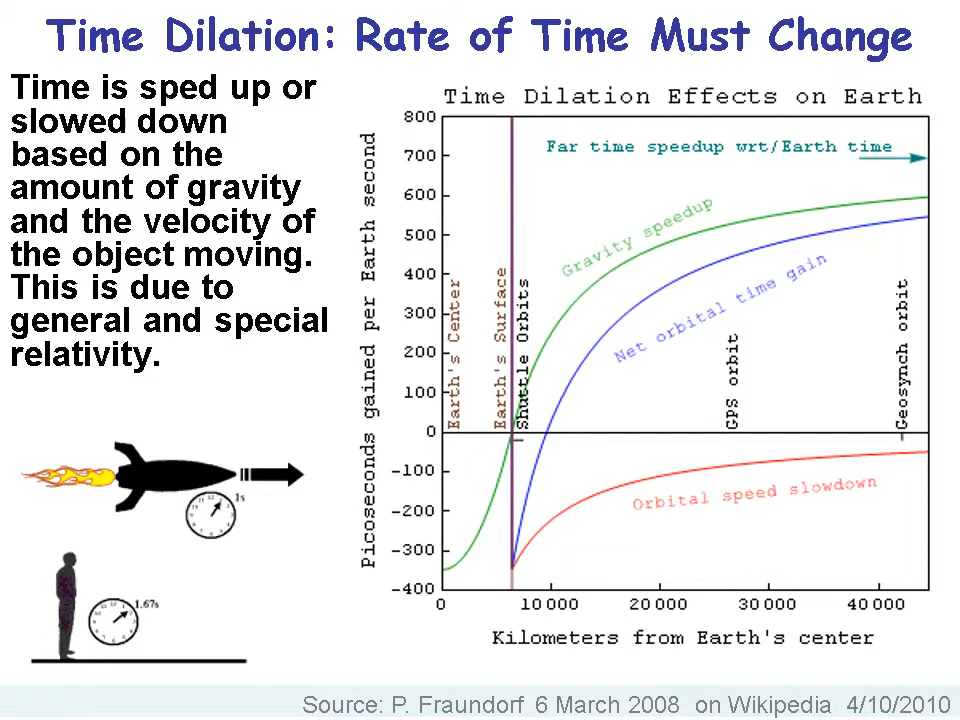 Time Dilation: Rate of Time Must Change
Time is sped up or
slowed down
based on the
amount of gravity
and the velocity of
the object moving.
This is due to
general and special
relativity.
1s
1.67s
Time Dilation Effects on Earth
Picoseconds gained per Earth second
800
700
600
500
400
300
200
100
0
-100
-200
-300
-400
Far time speedup wrt/Earth time
Gravity speedup
Net orbital time gain
Orbital speed slowdown
Earth's Center
Earth's Surface
Shuttle Orbits
GPS orbit
Geosynch orbit
0 10000 20000 30000 40000
Kilometers from Earth's center
Source: P. Fraundorf 6 March 2008 on Wikipedia 4/10/2010